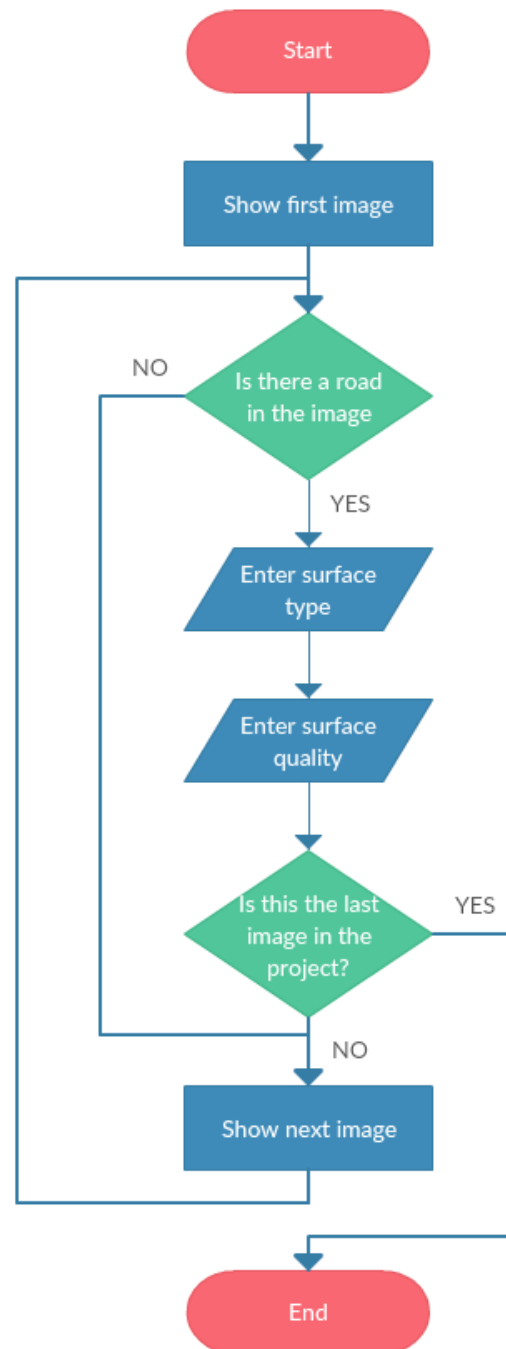 Start
Show first image
NO
Is there a road
in the image
YES
Enter surface
type
Enter surface
quality
Is this the last
image in the
project?
YES
NO
Show next image
End